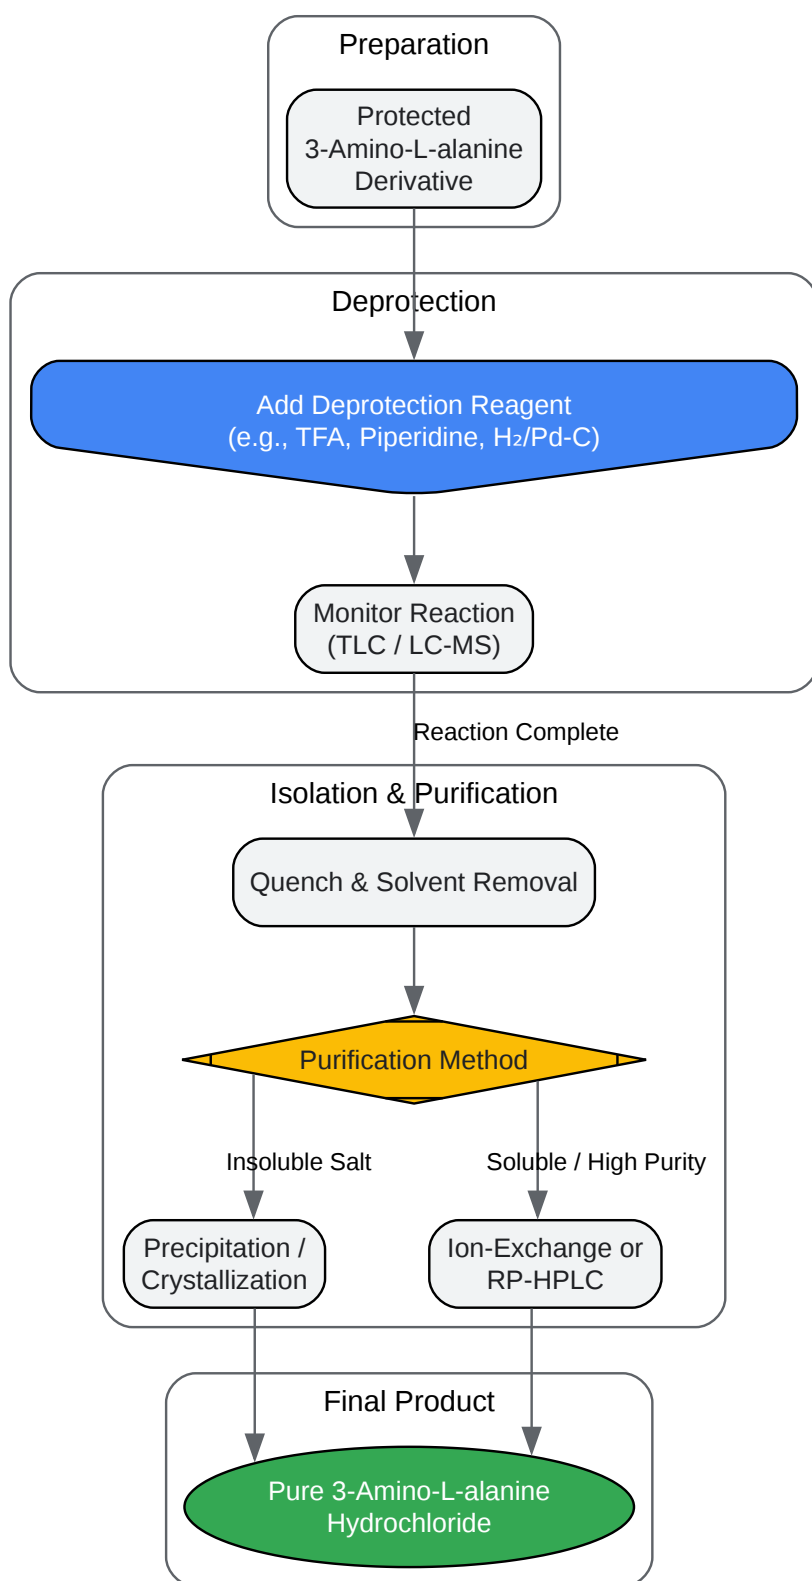 Preparation
Protected
3-Amino-L-alanine
Derivative
Deprotection
Add Deprotection Reagent
(e.g., TFA, Piperidine, H₂/Pd-C)
Monitor Reaction
(TLC / LC-MS)
Reaction Complete
Isolation & Purification
Quench & Solvent Removal
Purification Method
Insoluble Salt
Soluble / High Purity
Precipitation /
Crystallization
Ion-Exchange or
RP-HPLC
Final Product
Pure 3-Amino-L-alanine
Hydrochloride